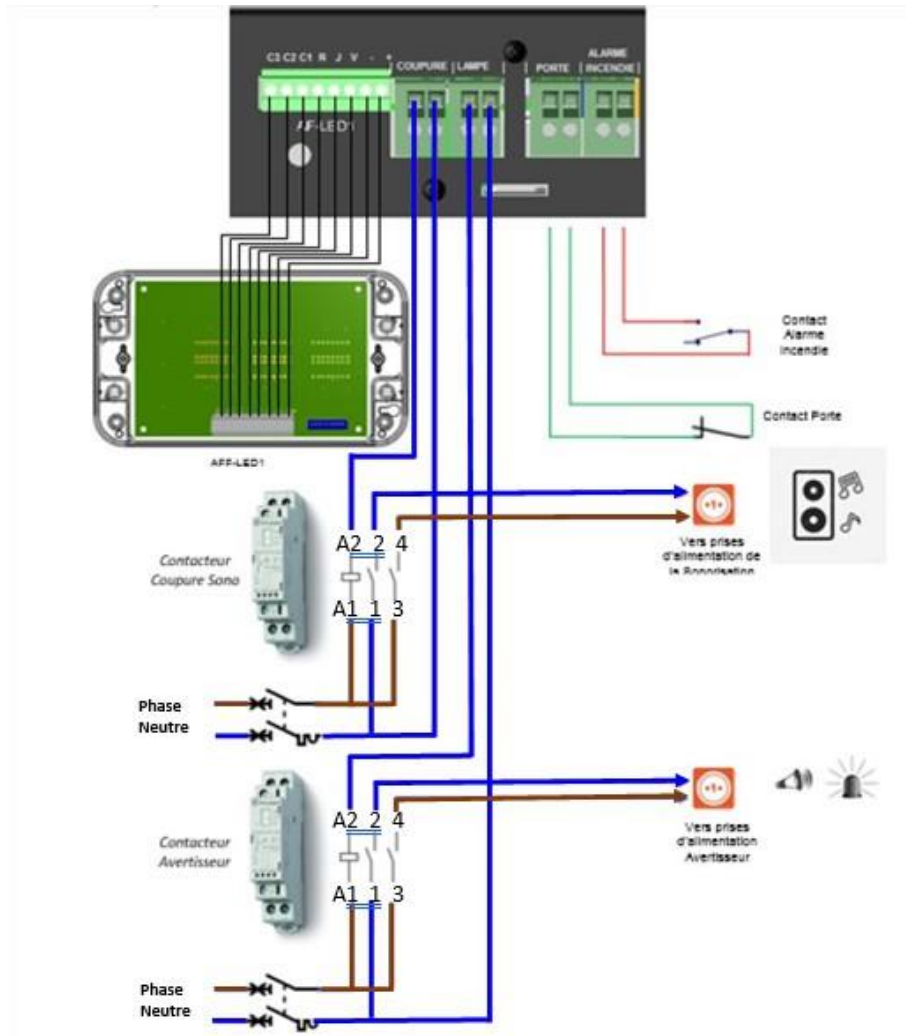 C3 C2 C1 R J V - +
COUPURE
LAMPE
PORTE
ALARME
INCENDIE
AF-LED1
AFF-LED1
Contact
Alarme
Incendie
Contact Porte
Contacteur
Coupure Sono
A2 2 4
A1 1 3
Vers prises
d'alimentation de
la Sonorisation
Phase
Neutre
Contacteur
Avertisseur
A2 2 4
A1 1 3
Vers prises
d'alimentation
Avertisseur
Phase
Neutre